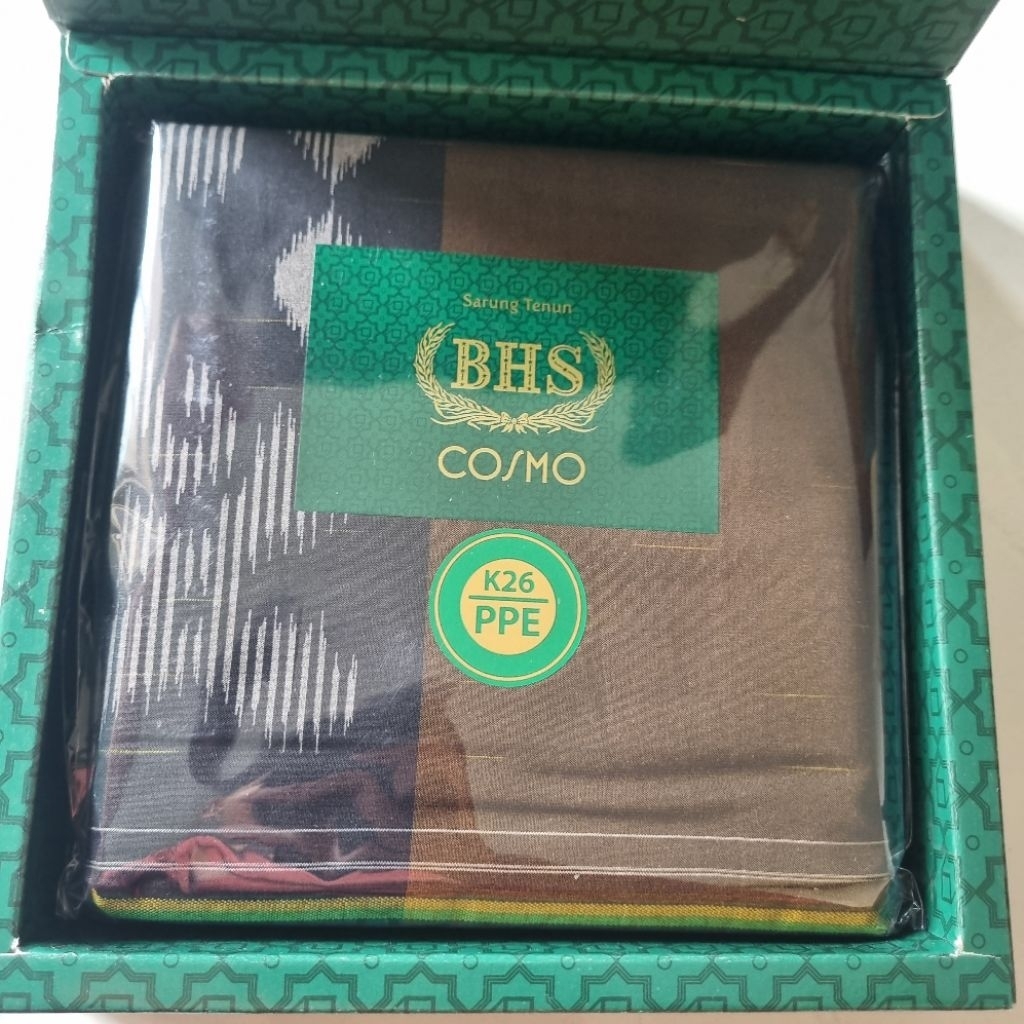 Sarung Tenun
BHS
COSMO
K26
PPE